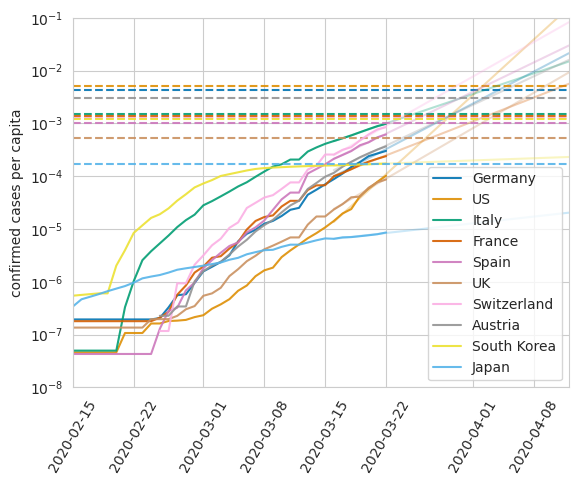 10⁻¹
10⁻²
10⁻³
10⁻⁴
10⁻⁵
10⁻⁶
10⁻⁷
10⁻⁸
confirmed cases per capita
Germany
US
Italy
France
Spain
UK
Switzerland
Austria
South Korea
Japan
2020-02-15
2020-02-22
2020-03-01
2020-03-08
2020-03-15
2020-03-22
2020-04-01
2020-04-08